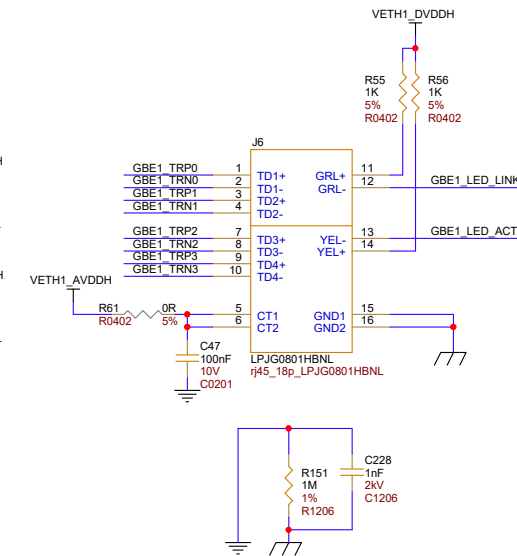 VETH1_DVDDH
R55
1K
5%
R0402
R56
1K
5%
R0402
J6
GBE1_TRP0 1 TD1+ GRL+ 11
GBE1_TRN0 2 TD1- GRL- 12 GBE1_LED_LINK
GBE1_TRP1 3 TD2+
GBE1_TRN1 4 TD2-
GBE1_TRP2 7 TD3+ YEL- 13 GBE1_LED_ACT
GBE1_TRN2 8 TD3- YEL+ 14
GBE1_TRP3 9 TD4+
GBE1_TRN3 10 TD4-
H
H
VETH1_AVDDH
R61 0R
R0402 5%
5 CT1 GND1 15
6 CT2 GND2 16
C47
100nF
10V
C0201
LPJG0801HBNL
rj45_18p_LPJG0801HBNL
R151
1M
1%
R1206
C228
1nF
2kV
C1206